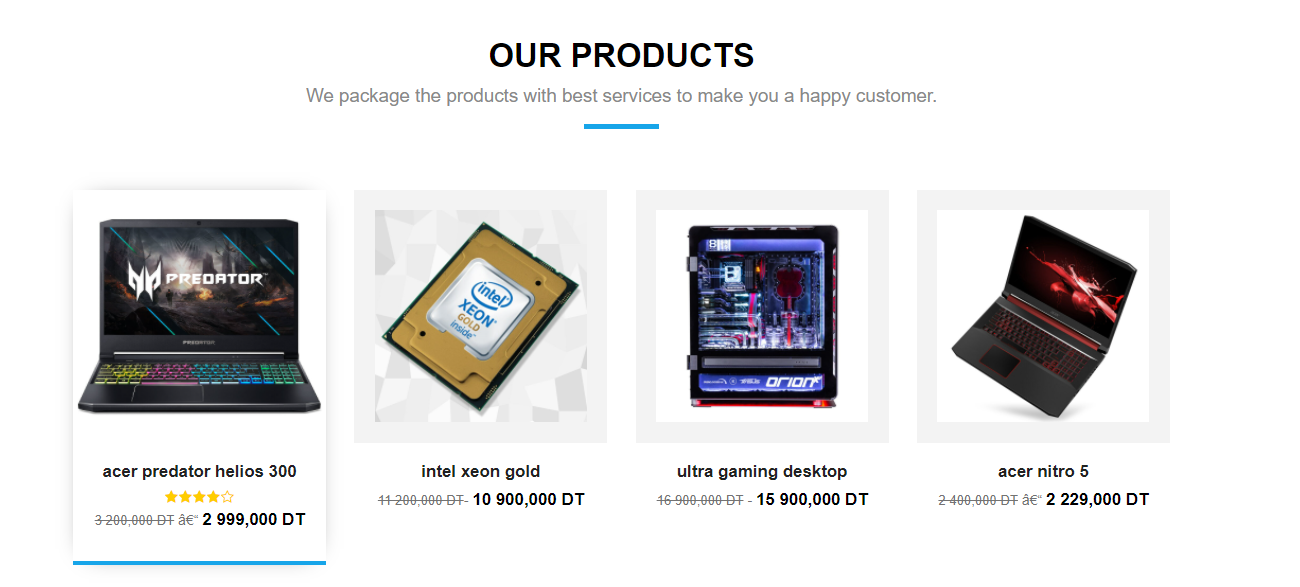 OUR PRODUCTS
We package the products with best services to make you a happy customer.
PREDATOR
PREDATOR
intel
XEON
GOLD
inside
ORION
acer predator helios 300
3 200,000 DT â€“ 2 999,000 DT
intel xeon gold
11 200,000 DT- 10 900,000 DT
ultra gaming desktop
16 900,000 DT - 15 900,000 DT
acer nitro 5
2 400,000 DT â€“ 2 229,000 DT